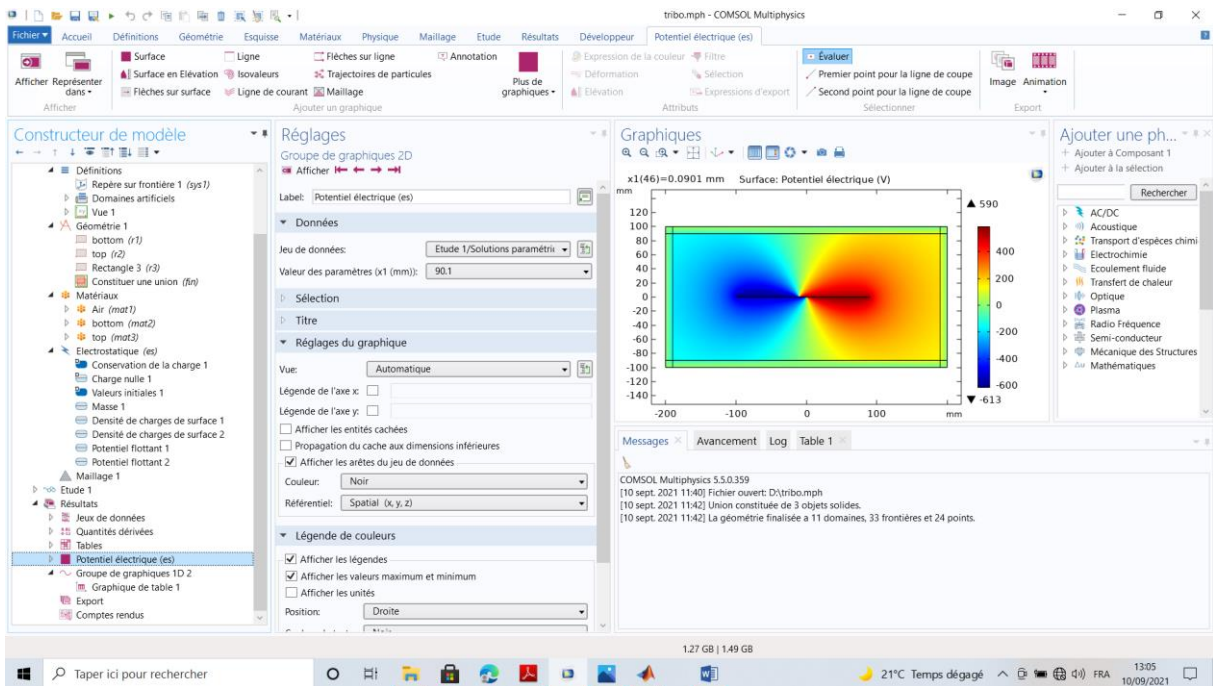 tribo.mph - COMSOL Multiphysics
Fichier Accueil Définitions Géométrie Esquisse Matériaux Physique Maillage Etude Résultats Développeur Potentiel électrique (es)
Afficher
Représenter dans
Afficher
Surface
Surface en Elévation
Flèches sur surface
Ligne
Isovaleurs
Ligne de courant
Flèches sur ligne
Trajectoires de particules
Maillage
Annotation
Plus de graphiques
Ajouter un graphique
Expression de la couleur
Déformation
Elévation
Filtre
Sélection
Expressions d'export
Attributs
Évaluer
Premier point pour la ligne de coupe
Second point pour la ligne de coupe
Sélectionner
Image
Animation
Export
Constructeur de modèle
Définitions
Repère sur frontière 1 (sys1)
Domaines artificiels
Vue 1
Géométrie 1
bottom (r1)
top (r2)
Rectangle 3 (r3)
Constituer une union (fin)
Matériaux
Air (mat1)
bottom (mat2)
top (mat3)
Electrostatique (es)
Conservation de la charge 1
Charge nulle 1
Valeurs initiales 1
Masse 1
Densité de charges de surface 1
Densité de charges de surface 2
Potentiel flottant 1
Potentiel flottant 2
Maillage 1
Etude 1
Résultats
Jeux de données
Quantités dérivées
Tables
Potentiel électrique (es)
Groupe de graphiques 1D 2
Graphique de table 1
Export
Comptes rendus
Réglages
Groupe de graphiques 2D
Afficher
Label: Potentiel électrique (es)
Données
Jeu de données: Etude 1/Solutions paramétri
Valeur des paramètres (x1 (mm)): 90.1
Sélection
Titre
Réglages du graphique
Vue: Automatique
Légende de l'axe x:
Légende de l'axe y:
Afficher les entités cachées
Propagation du cache aux dimensions inférieures
Afficher les arêtes du jeu de données
Couleur: Noir
Référentiel: Spatial (x, y, z)
Légende de couleurs
Afficher les légendes
Afficher les valeurs maximum et minimum
Afficher les unités
Position: Droite
Graphiques
x1(46)=0.0901 mm Surface: Potentiel électrique (V)
mm
120
100
80
60
40
20
0
-20
-40
-60
-80
-100
-120
-140
-200 -100 0 100 mm
590
400
200
0
-200
-400
-600
-613
Messages Avancement Log Table 1
COMSOL Multiphysics 5.5.0.359
[10 sept. 2021 11:40] Fichier ouvert: D:\tribo.mph
[10 sept. 2021 11:42] Union constituée de 3 objets solides.
[10 sept. 2021 11:42] La géométrie finalisée a 11 domaines, 33 frontières et 24 points.
Ajouter une ph...
Ajouter à Composant 1
Ajouter à la sélection
Rechercher
AC/DC
Acoustique
Transport d'espèces chimi
Electrochimie
Ecoulement fluide
Transfert de chaleur
Optique
Plasma
Radio Fréquence
Semi-conducteur
Mécanique des Structures
Mathématiques
1.27 GB | 1.49 GB
Taper ici pour rechercher
21°C Temps dégagé
FRA
13:05
10/09/2021